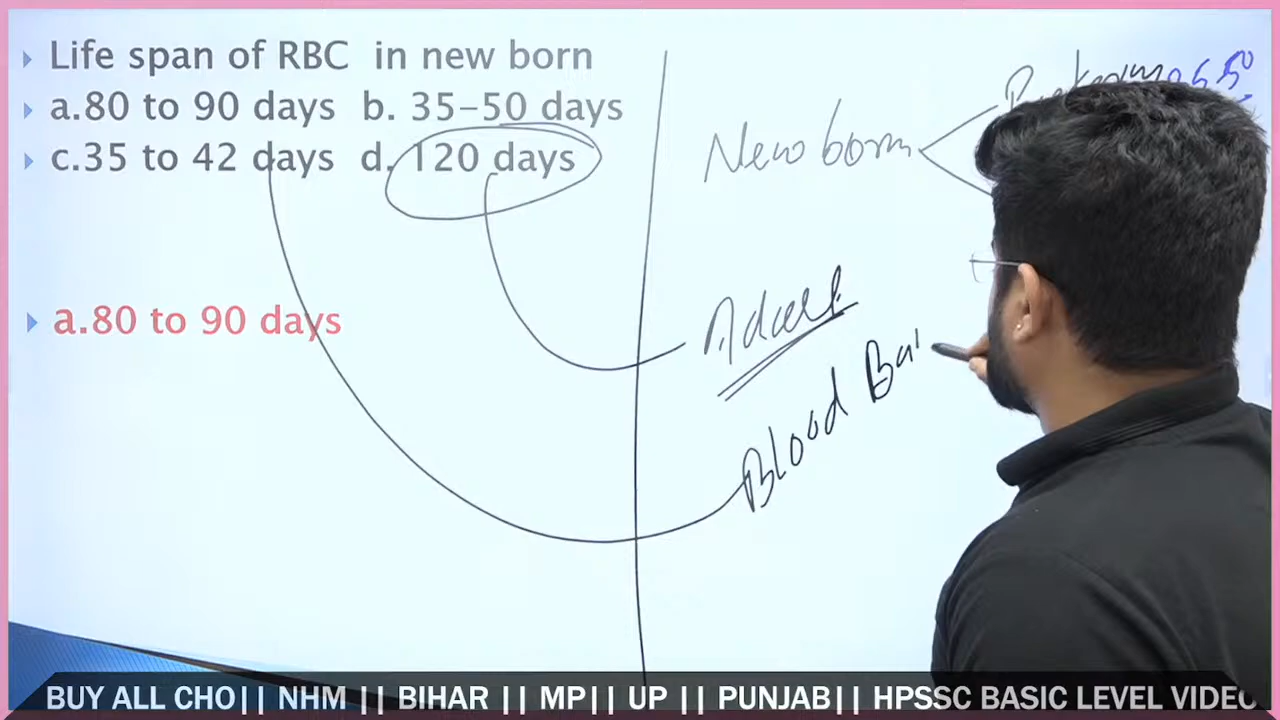 Life span of RBC in new born
a.80 to 90 days b. 35-50 days
c.35 to 42 days d. 120 days
a.80 to 90 days
New born
Adult
Blood Ba
BUY ALL CHO|| NHM || BIHAR || MP|| UP || PUNJAB|| HPSSC BASIC LEVEL VIDEO